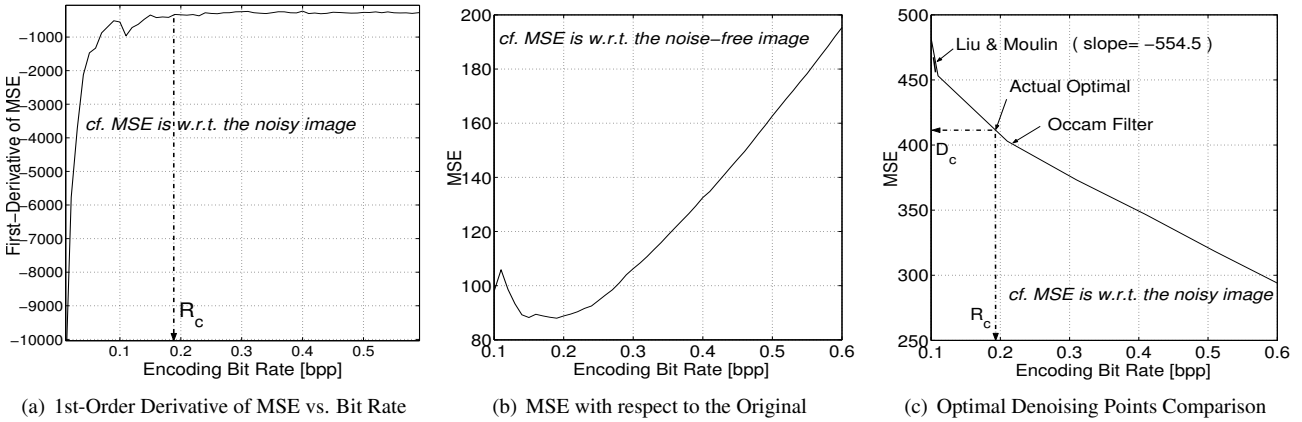 First−Derivative of MSE
−1000
−2000
−3000
−4000
−5000
−6000
−7000
−8000
−9000
−10000
cf. MSE is w.r.t. the noisy image
R_c
0.1 0.2 0.3 0.4 0.5
Encoding Bit Rate [bpp]
(a) 1st-Order Derivative of MSE vs. Bit Rate
MSE
200
180
160
140
120
100
80
cf. MSE is w.r.t. the noise−free image
0.1 0.2 0.3 0.4 0.5 0.6
Encoding Bit Rate [bpp]
(b) MSE with respect to the Original
MSE
500
450
400
350
300
250
Liu & Moulin ( slope= −554.5 )
Actual Optimal
Occam Filter
D_c
cf. MSE is w.r.t. the noisy image
R_c
0.1 0.2 0.3 0.4 0.5 0.6
Encoding Bit Rate [bpp]
(c) Optimal Denoising Points Comparison